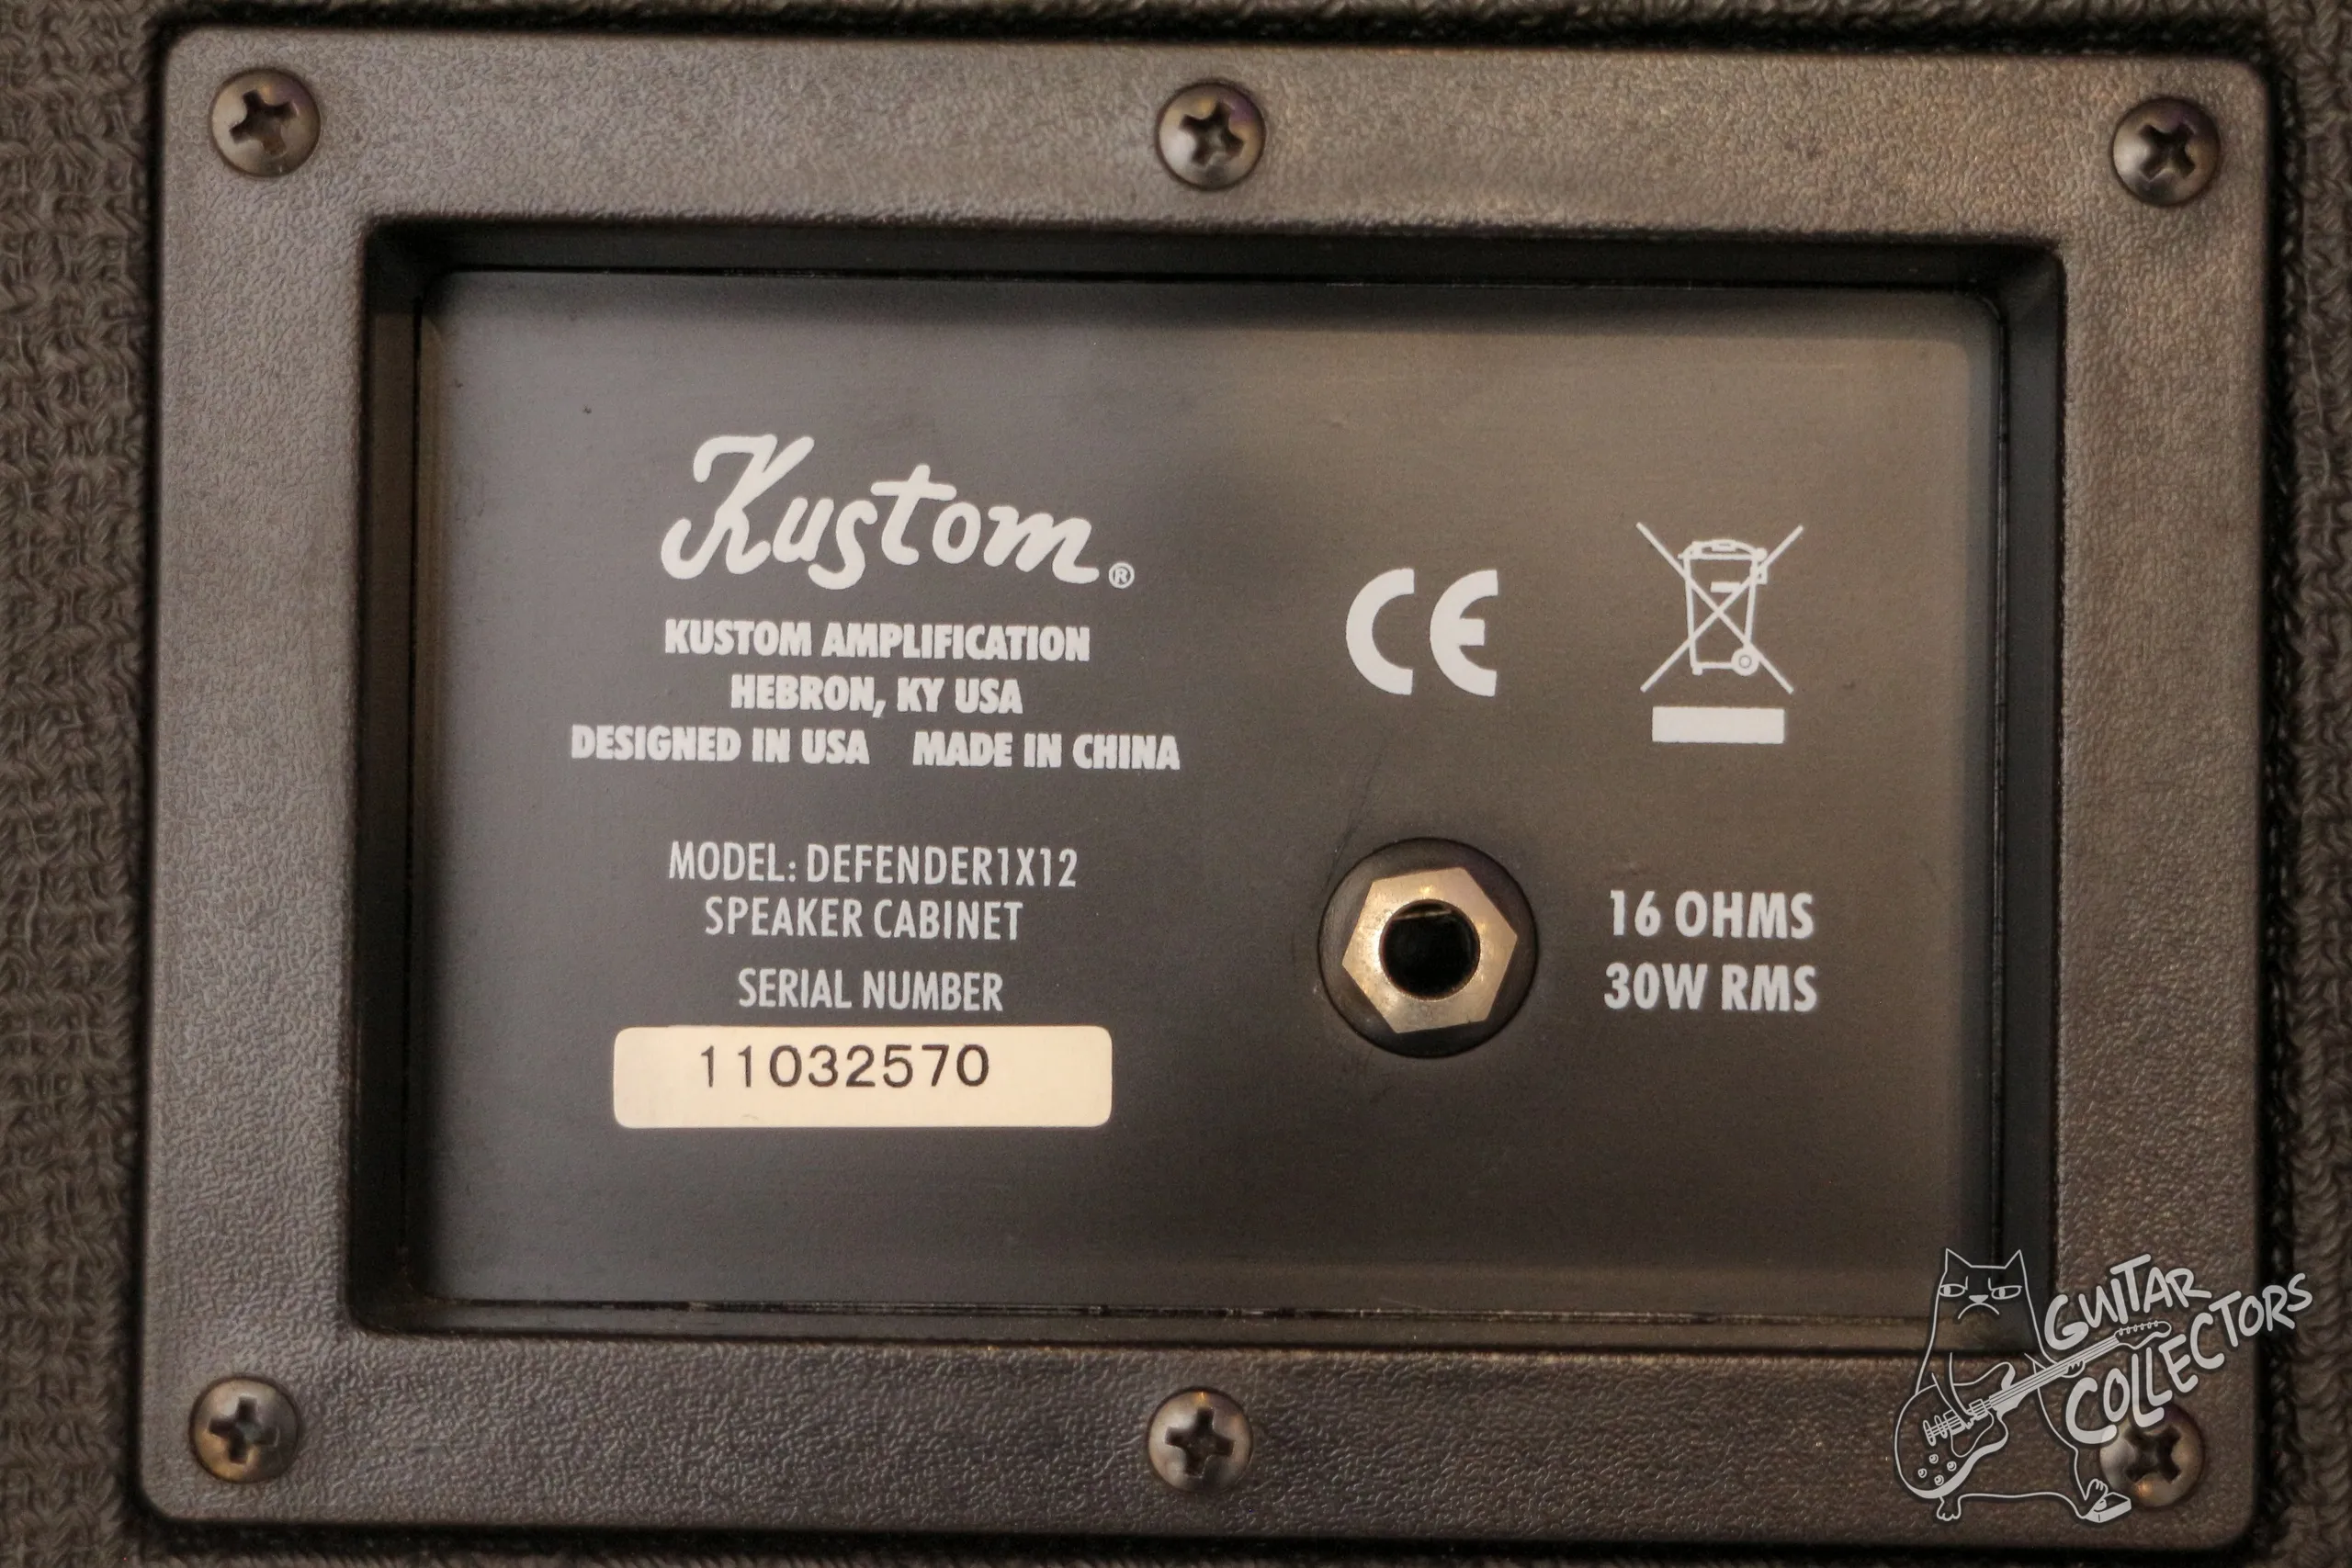 Kustom®
KUSTOM AMPLIFICATION
HEBRON, KY USA
DESIGNED IN USA MADE IN CHINA
MODEL: DEFENDER1X12
SPEAKER CABINET
SERIAL NUMBER
11032570
CE
16 OHMS
30W RMS
GUITAR
COLLECTORS